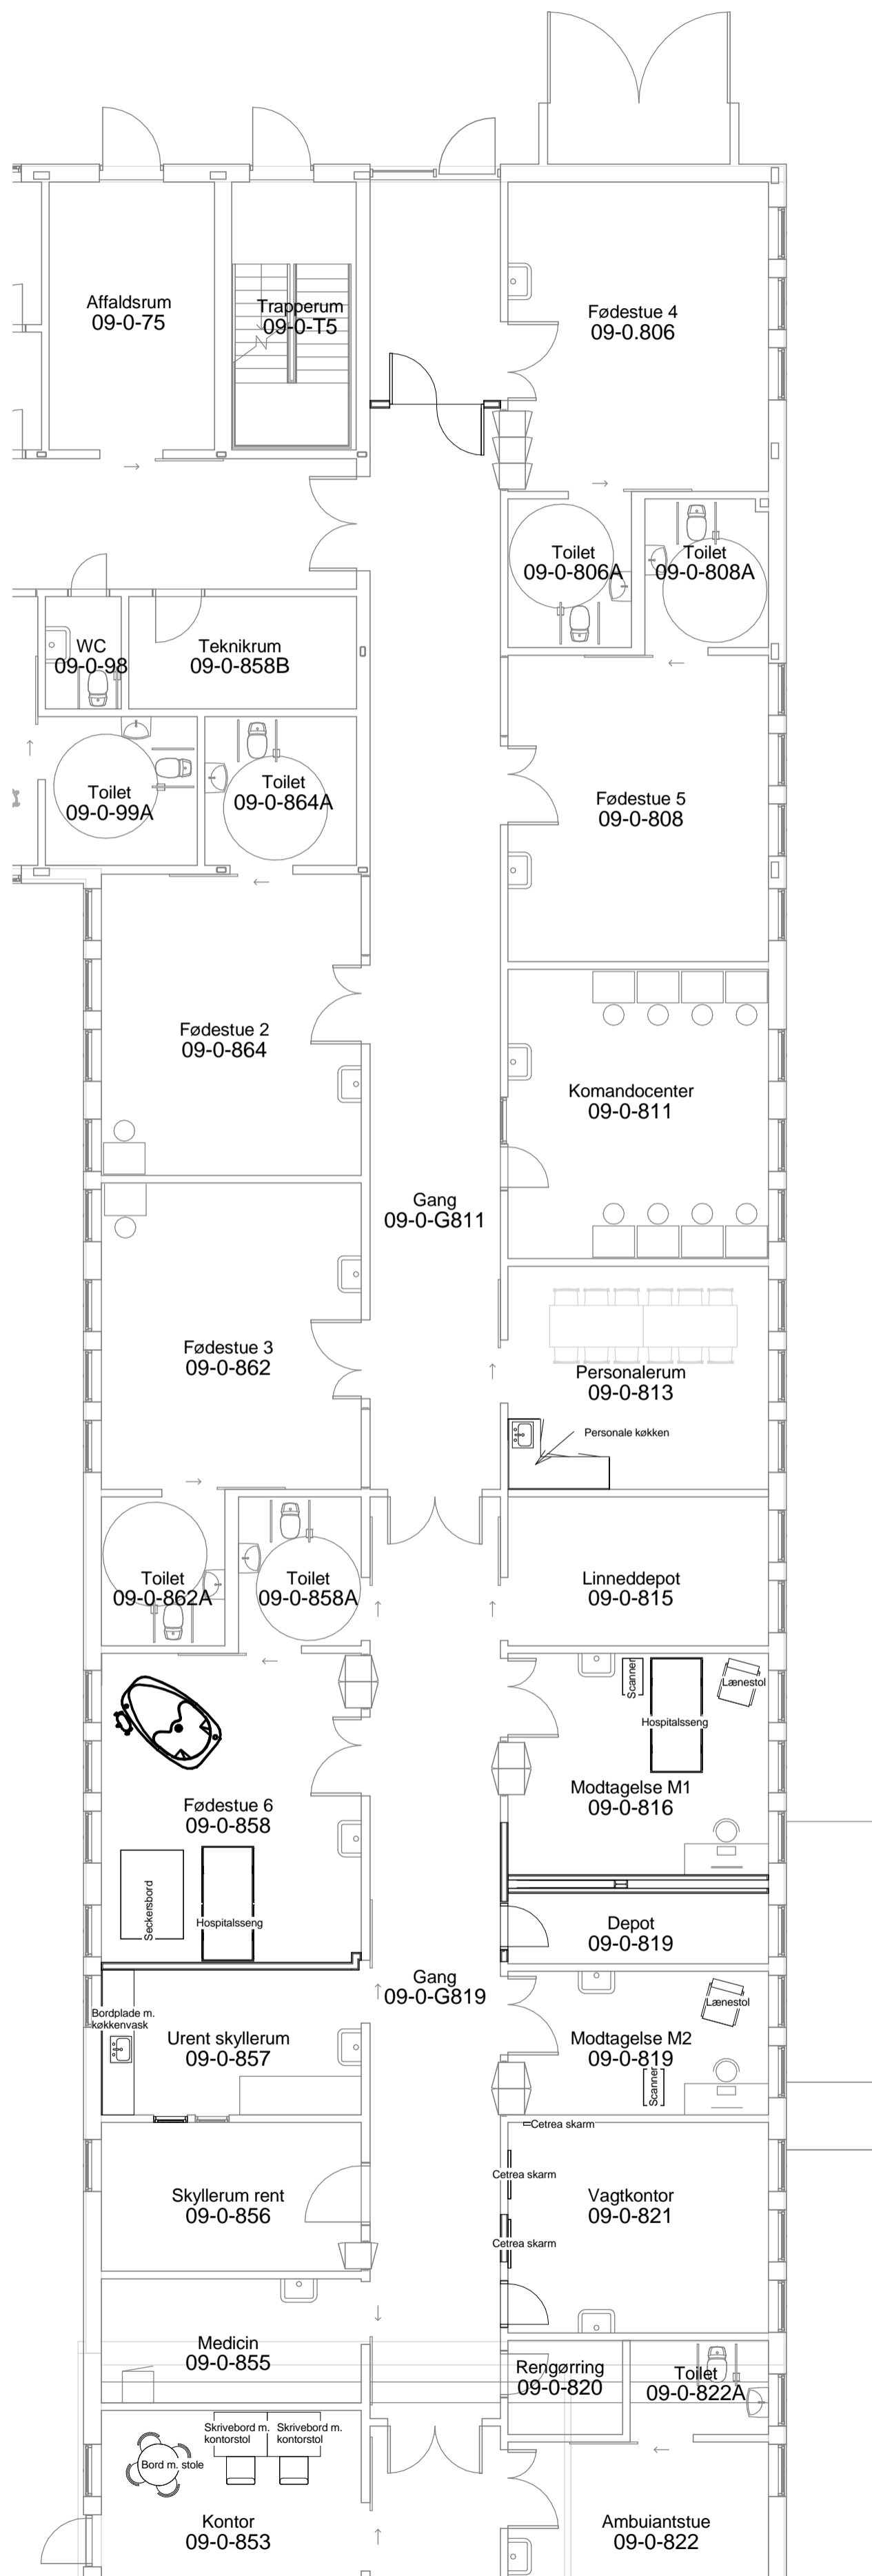 Affaldsrum
09-0-75
Trapperum
09-0-T5
Fødestue 4
09-0.806
Toilet
09-0-806A
Toilet
09-0-808A
WC
09-0-98
Teknikrum
09-0-858B
Toilet
09-0-99A
Toilet
09-0-864A
Fødestue 5
09-0-808
Fødestue 2
09-0-864
Komandocenter
09-0-811
Gang
09-0-G811
Fødestue 3
09-0-862
Personalerum
09-0-813
Personale køkken
Toilet
09-0-862A
Toilet
09-0-858A
Linneddepot
09-0-815
Scanner
Lænestol
Hospitalsseng
Modtagelse M1
09-0-816
Fødestue 6
09-0-858
Seckersbord
Hospitalsseng
Depot
09-0-819
Gang
09-0-G819
Lænestol
Bordplade m.
køkkenvask
Urent skyllerum
09-0-857
Modtagelse M2
09-0-819
Scanner
Cetrea skarm
Cetrea skarm
Skyllerum rent
09-0-856
Vagtkontor
09-0-821
Cetrea skarm
Medicin
09-0-855
Rengørring
09-0-820
Toilet
09-0-822A
Skrivebord m.
kontorstol
Skrivebord m.
kontorstol
Bord m. stole
Kontor
09-0-853
Ambuiantstue
09-0-822